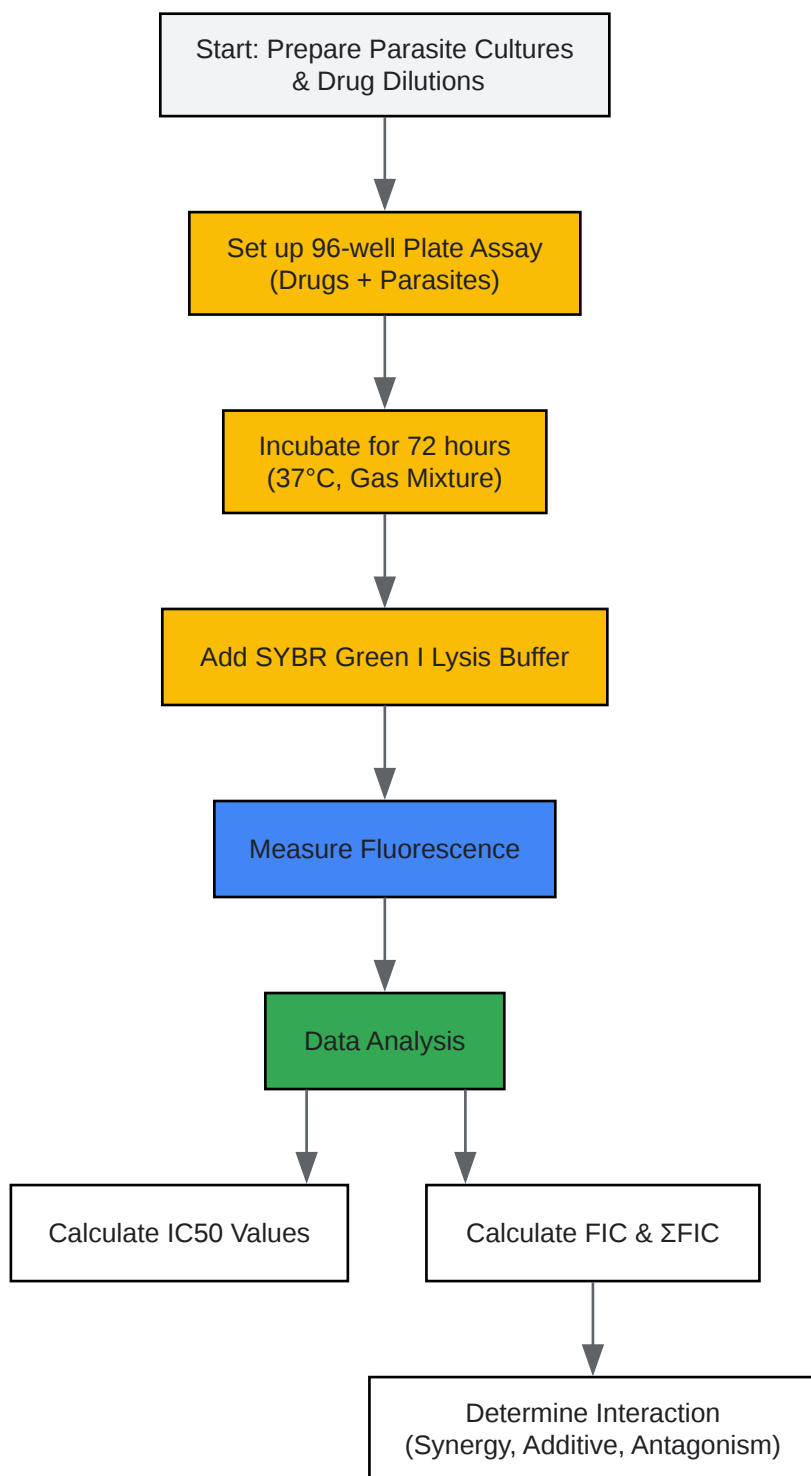 Start: Prepare Parasite Cultures
& Drug Dilutions
Set up 96-well Plate Assay
(Drugs + Parasites)
Incubate for 72 hours
(37°C, Gas Mixture)
Add SYBR Green I Lysis Buffer
Measure Fluorescence
Data Analysis
Calculate IC50 Values
Calculate FIC & ΣFIC
Determine Interaction
(Synergy, Additive, Antagonism)